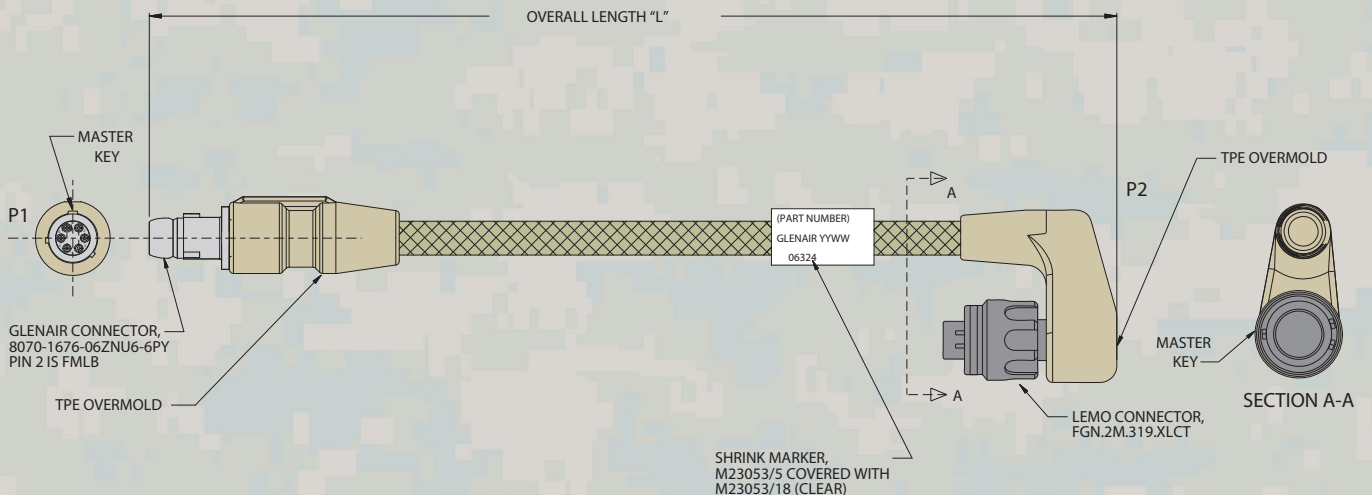 OVERALL LENGTH “L”
MASTER
KEY
P1
GLENAIR CONNECTOR,
8070-1676-06ZNU6-6PY
PIN 2 IS FMLB
TPE OVERMOLD
(PART NUMBER)
GLENAIR YYWW
06324
SHRINK MARKER,
M23053/5 COVERED WITH
M23053/18 (CLEAR)
A
A
P2
TPE OVERMOLD
LEMO CONNECTOR,
FGN.2M.319.XLCT
MASTER
KEY
SECTION A-A